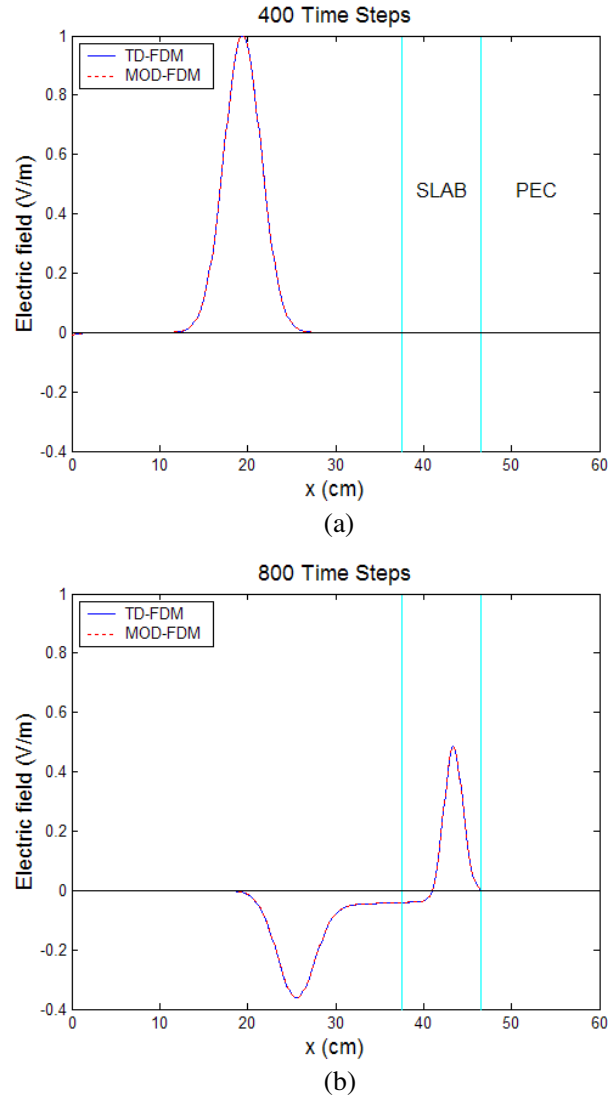 400 Time Steps
TD-FDM
MOD-FDM
SLAB
PEC
Electric field (V/m)
1
0.8
0.6
0.4
0.2
0
-0.2
-0.4
0
10
20
30
40
50
60
x (cm)
(a)
800 Time Steps
TD-FDM
MOD-FDM
Electric field (V/m)
1
0.8
0.6
0.4
0.2
0
-0.2
-0.4
0
10
20
30
40
50
60
x (cm)
(b)